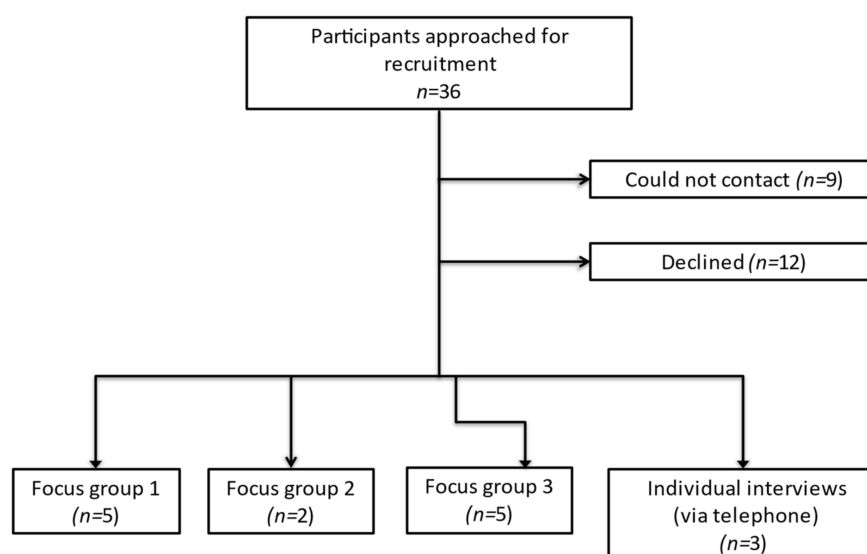 Participants approached for
recruitment
n=36
Could not contact (n=9)
Declined (n=12)
Focus group 1
(n=5)
Focus group 2
(n=2)
Focus group 3
(n=5)
Individual interviews
(via telephone)
(n=3)